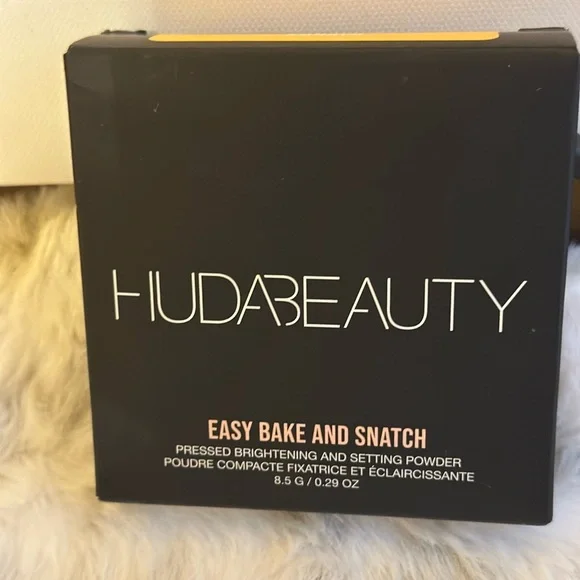 HUDABEAUTY
EASY BAKE AND SNATCH
PRESSED BRIGHTENING AND SETTING POWDER
POUDRE COMPACTE FIXATRICE ET ÉCLAIRCISSANTE
8.5 G / 0.29 OZ